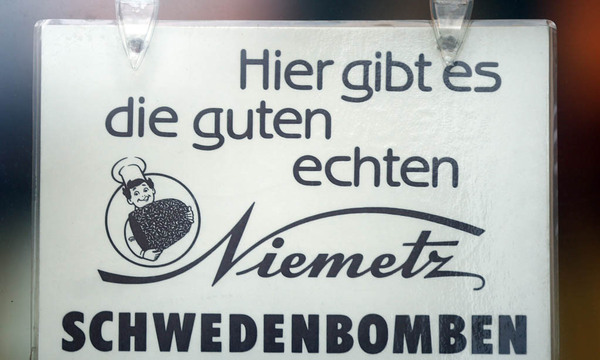 Hier gibt es
die guten
echten
Niemetz
SCHWEDENBOMBEN